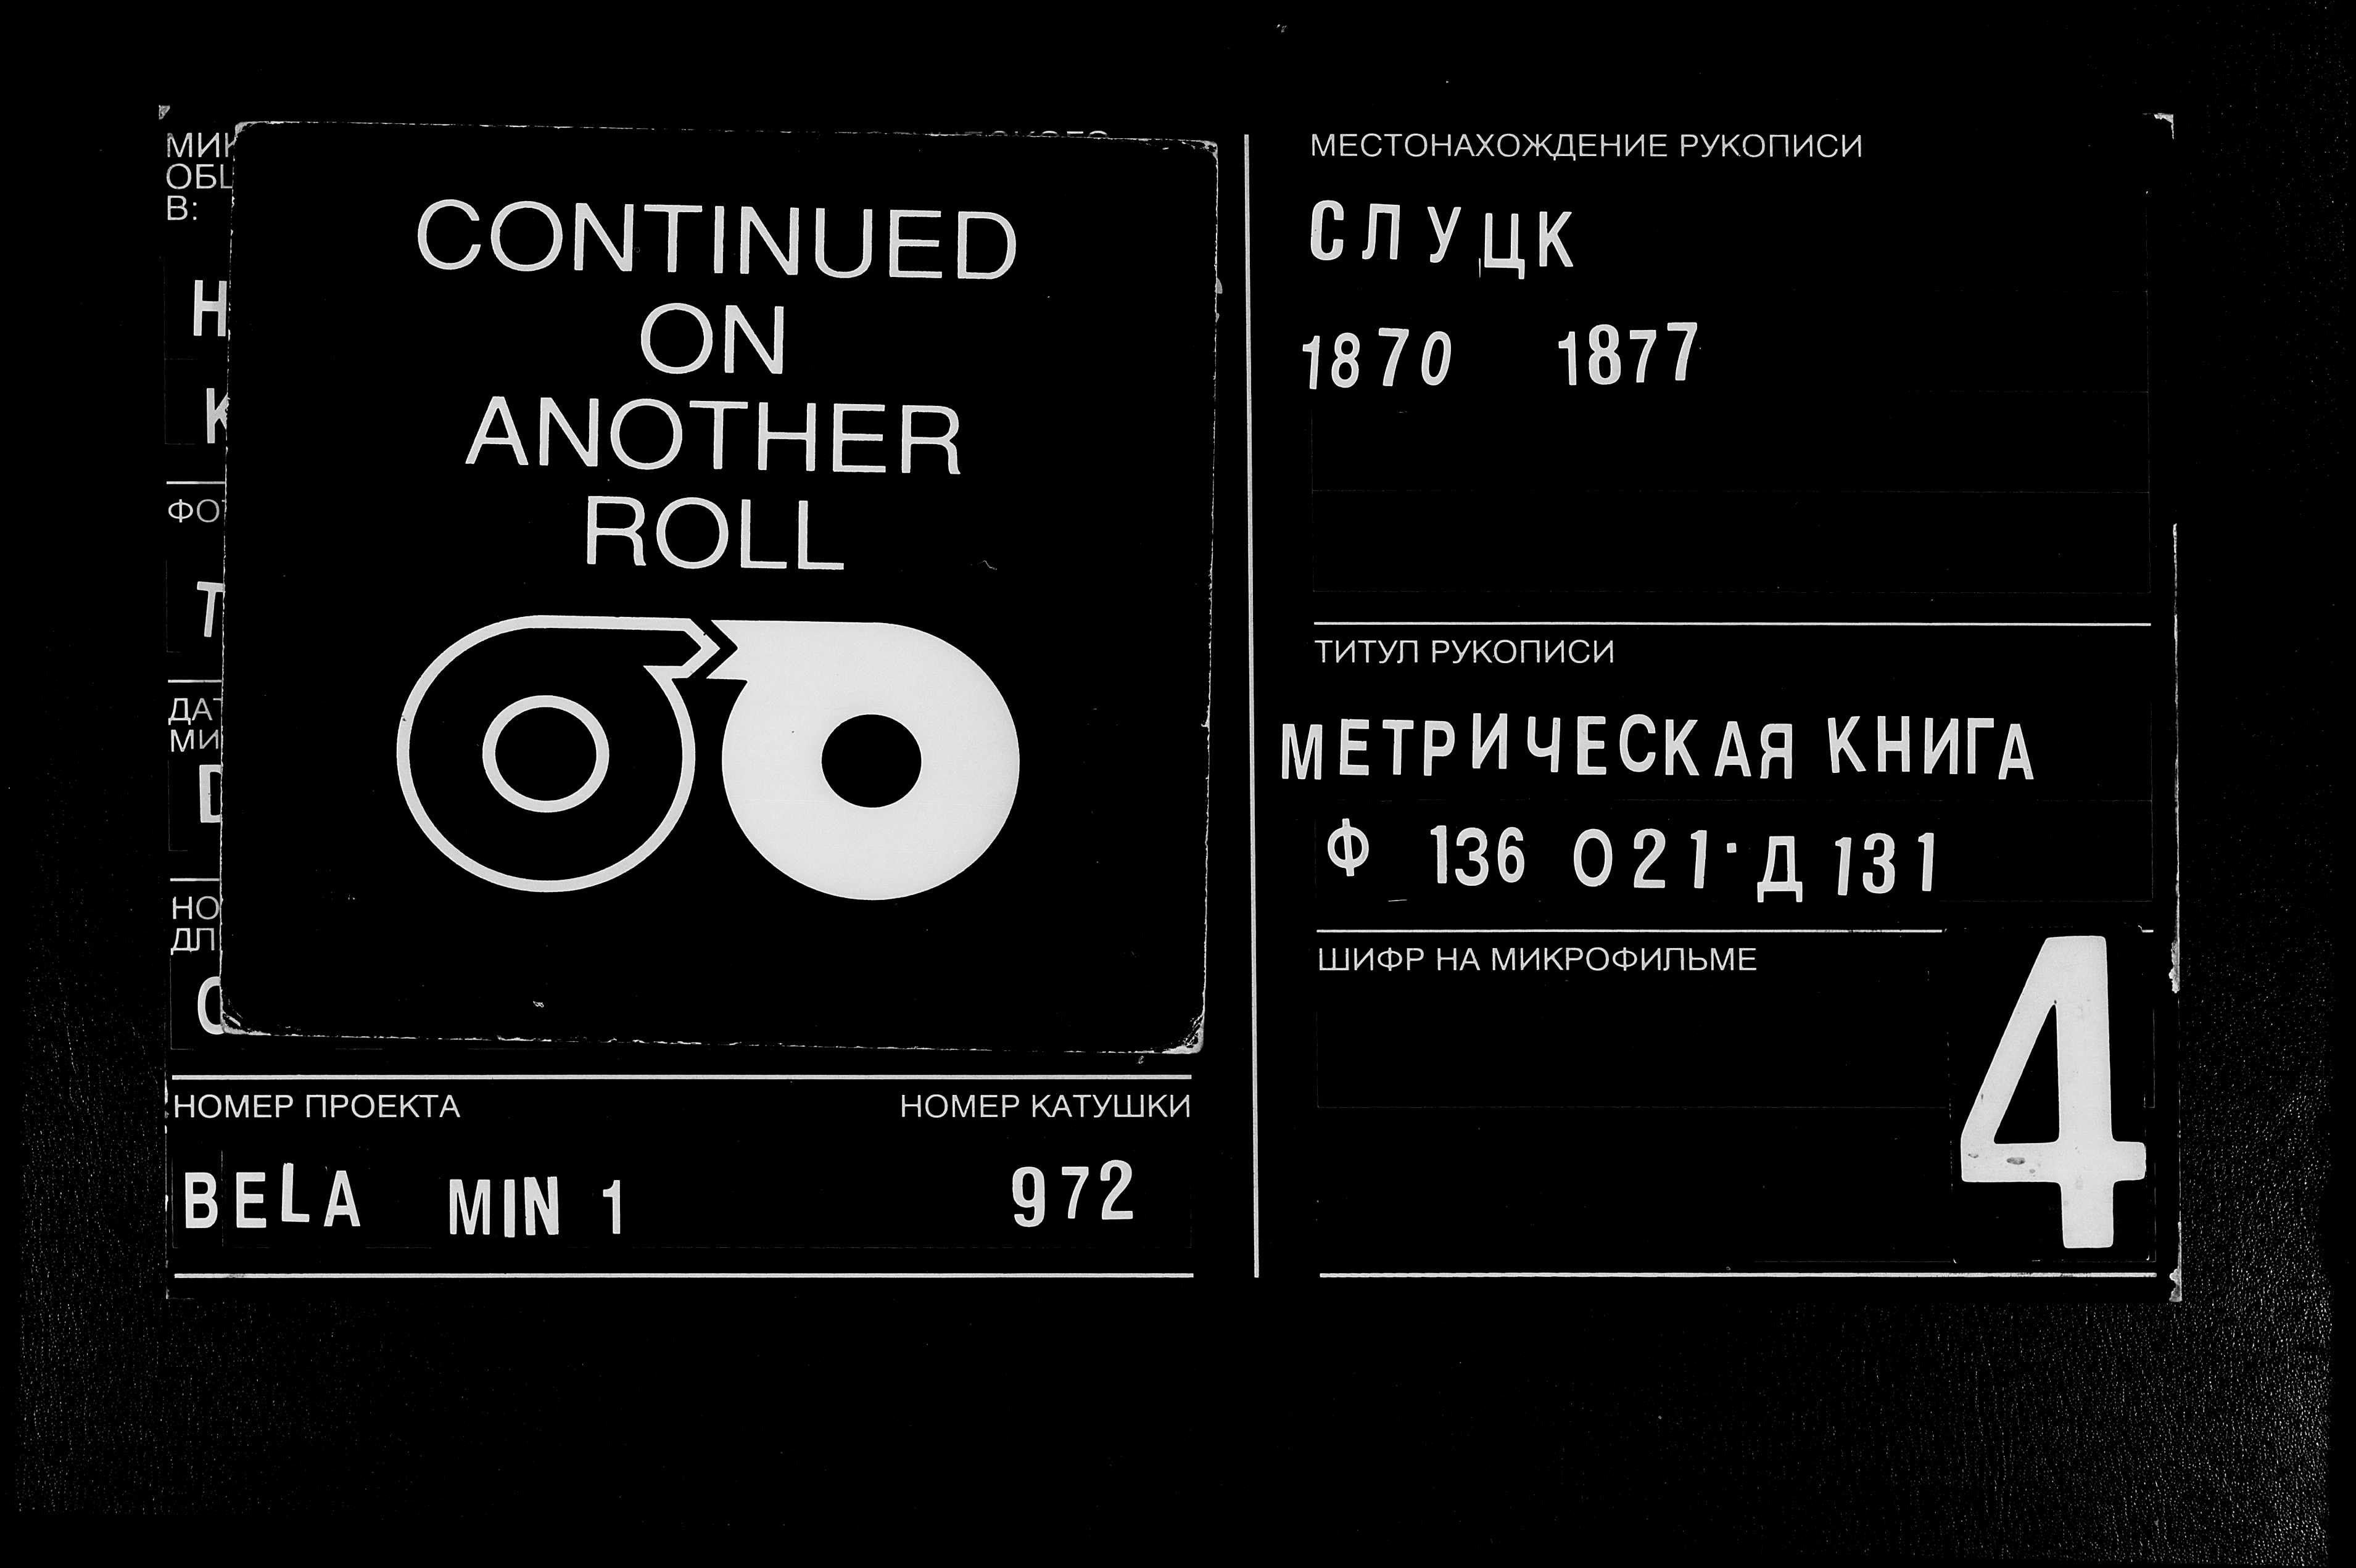 CONTINUED
ON
ANOTHER
ROLL
В:
НОМЕР ПРОЕКТА
НОМЕР КАТУШКИ
BELA MIN 1
972
МЕСТОНАХОЖДЕНИЕ РУКОПИСИ
СЛУЦК
1870 1877
ТИТУЛ РУКОПИСИ
МЕТРИЧЕСКАЯ КНИГА
Ф 136 О21·Д 131
ШИФР НА МИКРОФИЛЬМЕ
4